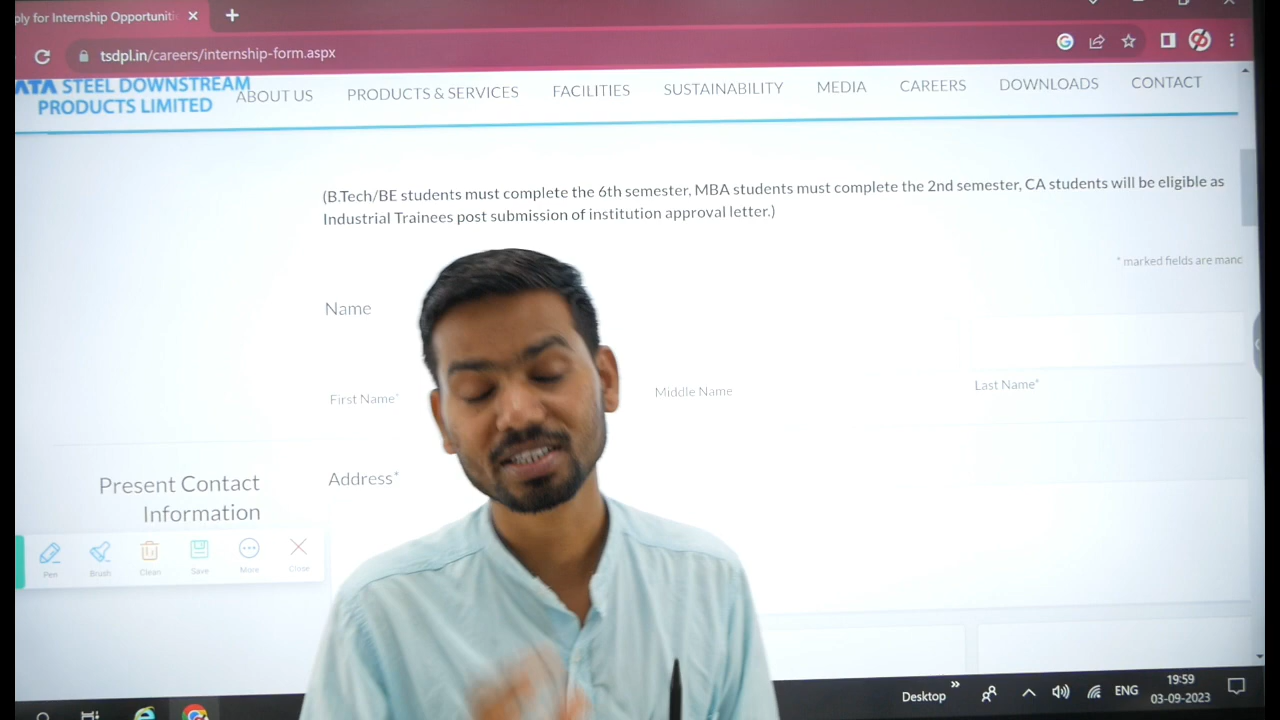 ply for Internship Opportuniti
tsdpl.in/careers/internship-form.aspx
TATA STEEL DOWNSTREAM
PRODUCTS LIMITED
ABOUT US PRODUCTS & SERVICES FACILITIES SUSTAINABILITY MEDIA CAREERS DOWNLOADS CONTACT
(B.Tech/BE students must complete the 6th semester, MBA students must complete the 2nd semester, CA students will be eligible as
Industrial Trainees post submission of institution approval letter.)
* marked fields are manc
Name
First Name* Middle Name Last Name*
Present Contact
Information
Address*
Pen Brush Clean Save More Close
Desktop
ENG
19:59
03-09-2023